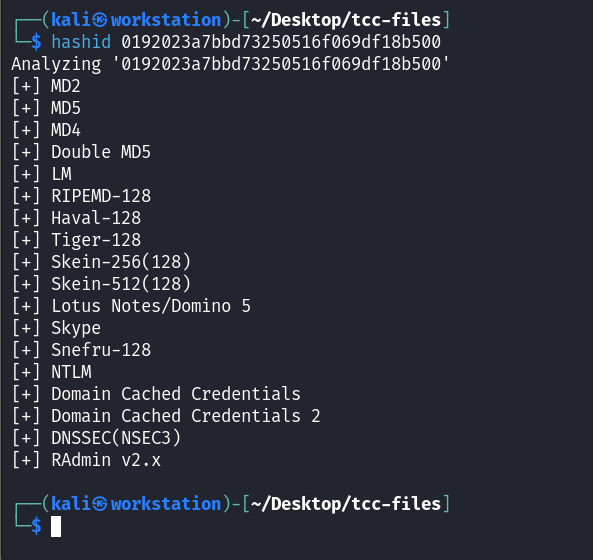 ┌──(kali㉿workstation)-[~/Desktop/tcc-files]
└─$ hashid 0192023a7bbd73250516f069df18b500
Analyzing '0192023a7bbd73250516f069df18b500'
[+] MD2
[+] MD5
[+] MD4
[+] Double MD5
[+] LM
[+] RIPEMD-128
[+] Haval-128
[+] Tiger-128
[+] Skein-256(128)
[+] Skein-512(128)
[+] Lotus Notes/Domino 5
[+] Skype
[+] Snefru-128
[+] NTLM
[+] Domain Cached Credentials
[+] Domain Cached Credentials 2
[+] DNSSEC(NSEC3)
[+] RAdmin v2.x
┌──(kali㉿workstation)-[~/Desktop/tcc-files]
└─$